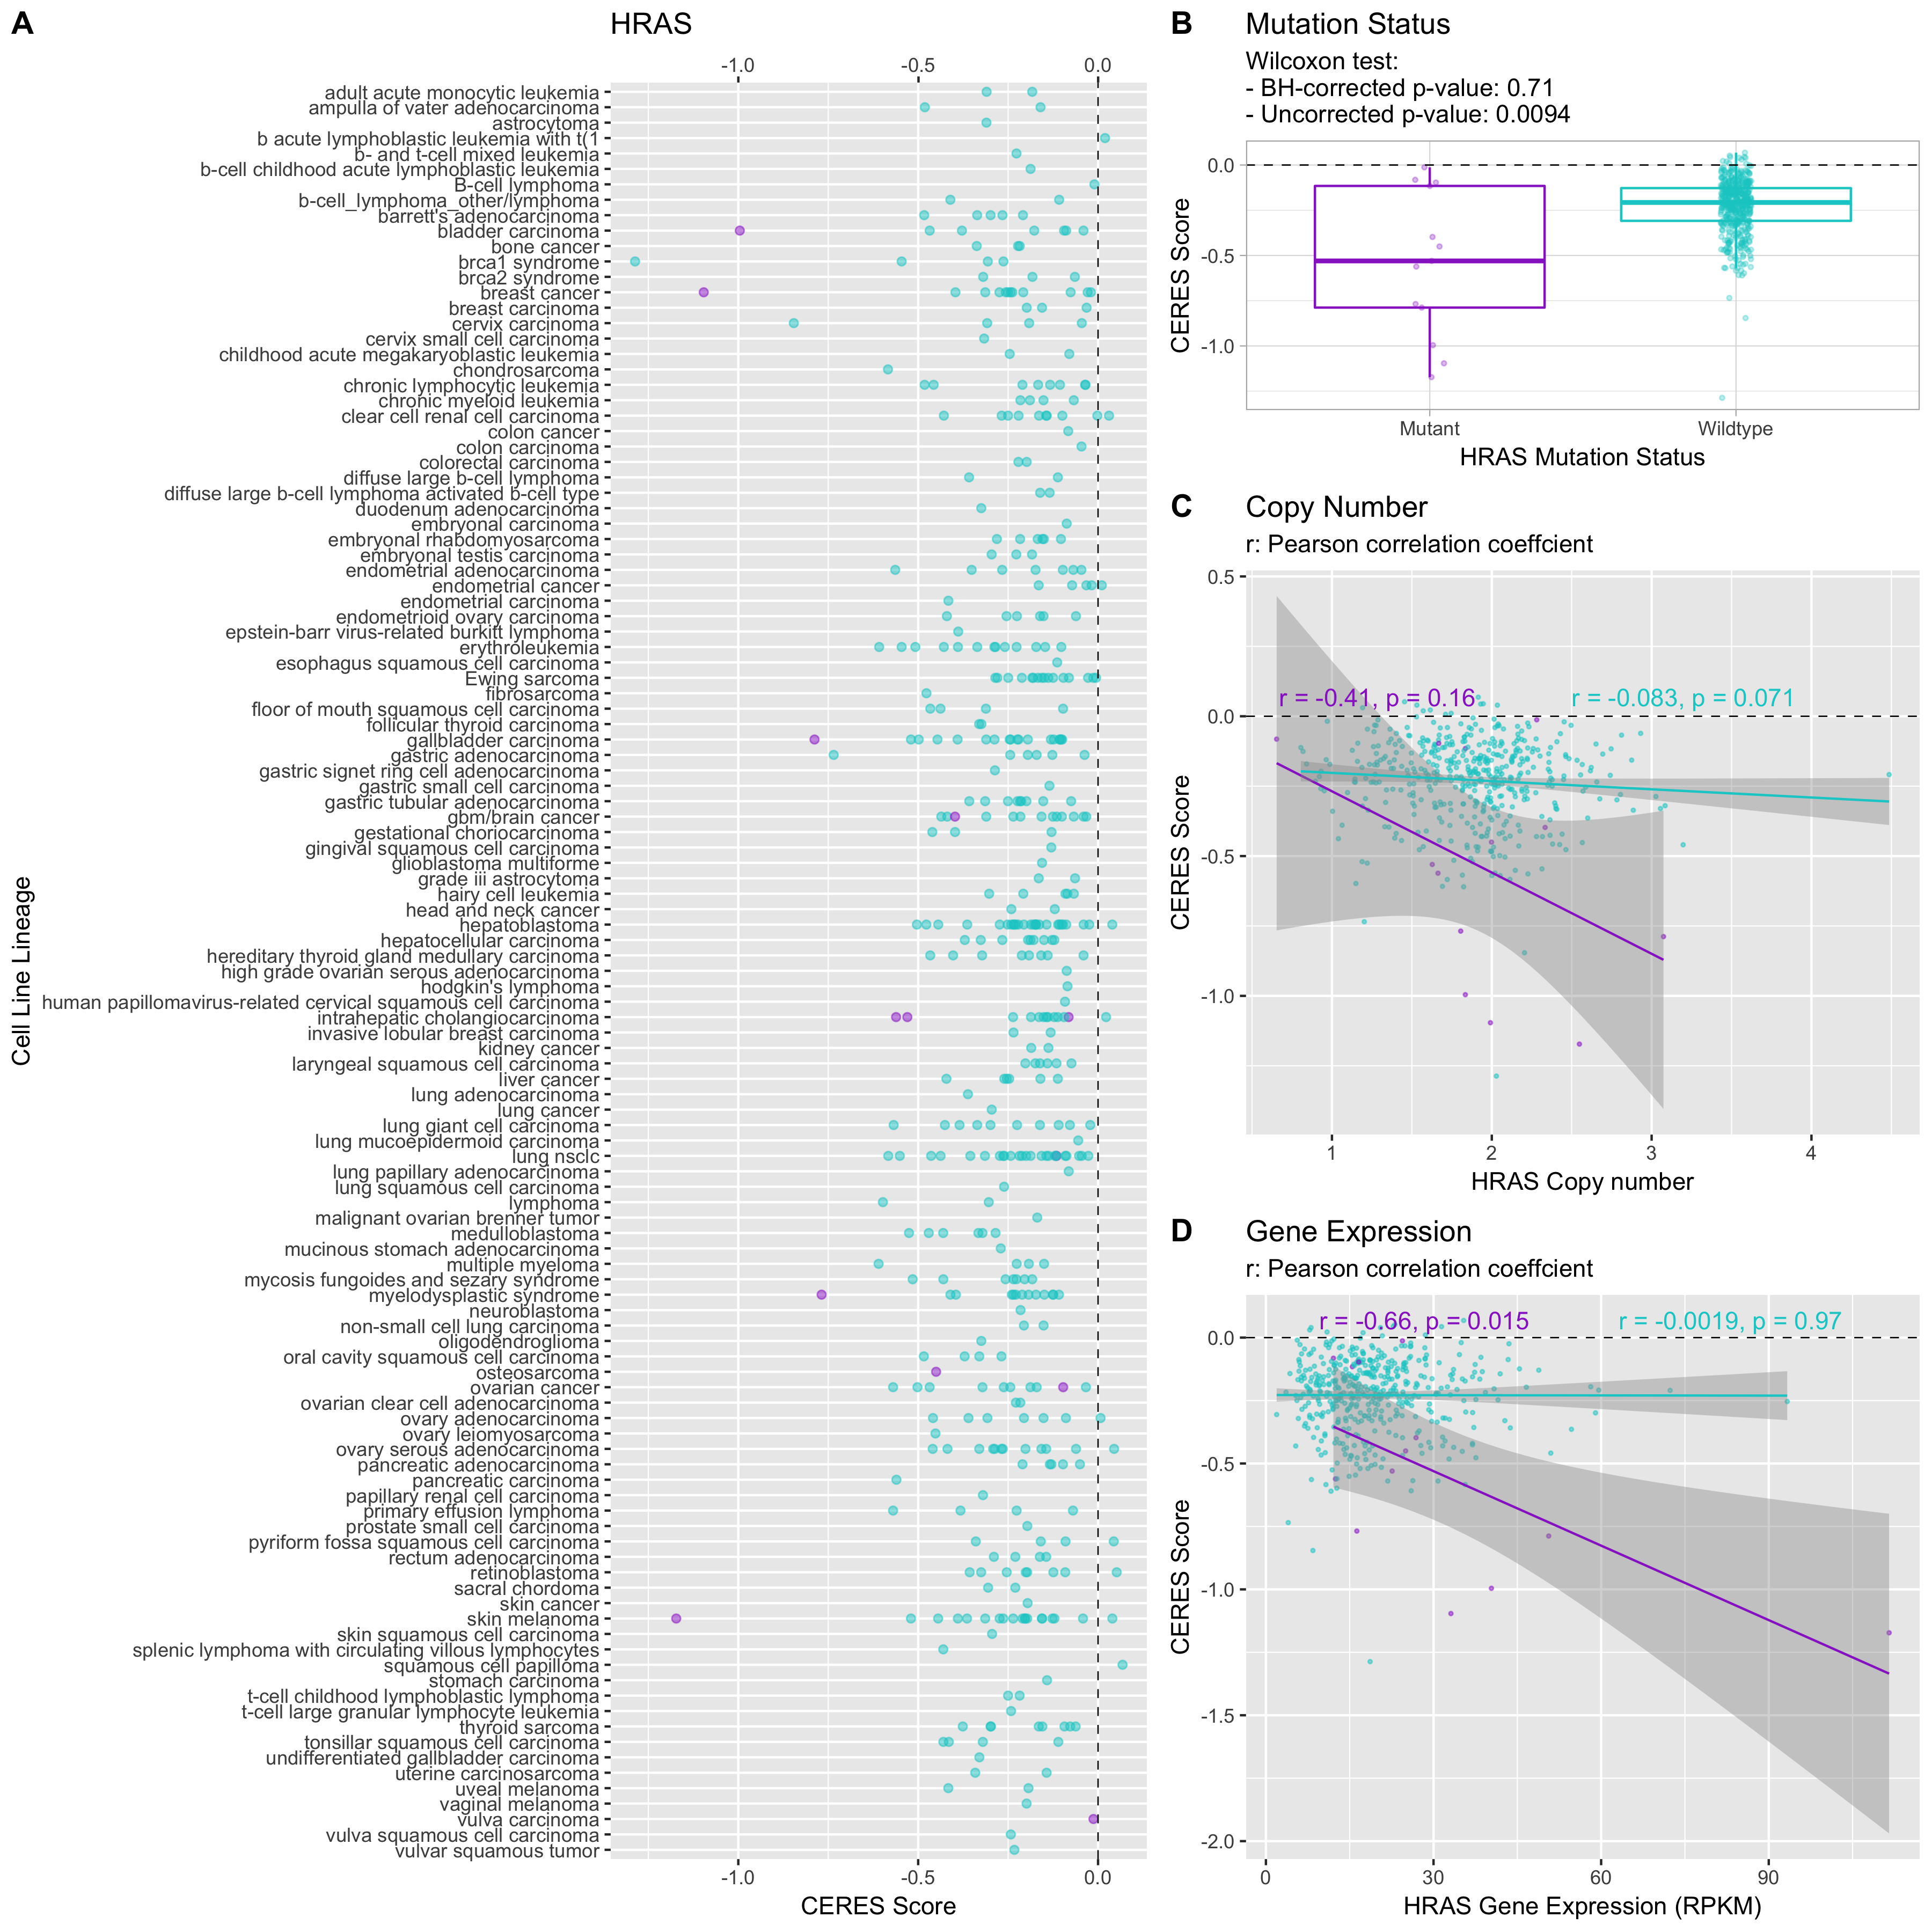 A
HRAS
-1.0 -0.5 0.0
adult acute monocytic leukemia
ampulla of vater adenocarcinoma
astrocytoma
b acute lymphoblastic leukemia with t(1
b- and t-cell mixed leukemia
b-cell childhood acute lymphoblastic leukemia
B-cell lymphoma
b-cell_lymphoma_other/lymphoma
barrett's adenocarcinoma
bladder carcinoma
bone cancer
brca1 syndrome
brca2 syndrome
breast cancer
breast carcinoma
cervix carcinoma
cervix small cell carcinoma
childhood acute megakaryoblastic leukemia
chondrosarcoma
chronic lymphocytic leukemia
chronic myeloid leukemia
clear cell renal cell carcinoma
colon cancer
colon carcinoma
colorectal carcinoma
diffuse large b-cell lymphoma
diffuse large b-cell lymphoma activated b-cell type
duodenum adenocarcinoma
embryonal carcinoma
embryonal rhabdomyosarcoma
embryonal testis carcinoma
endometrial adenocarcinoma
endometrial cancer
endometrial carcinoma
endometrioid ovary carcinoma
epstein-barr virus-related burkitt lymphoma
erythroleukemia
esophagus squamous cell carcinoma
Ewing sarcoma
fibrosarcoma
floor of mouth squamous cell carcinoma
follicular thyroid carcinoma
gallbladder carcinoma
gastric adenocarcinoma
gastric signet ring cell adenocarcinoma
gastric small cell carcinoma
gastric tubular adenocarcinoma
gbm/brain cancer
gestational choriocarcinoma
gingival squamous cell carcinoma
glioblastoma multiforme
grade iii astrocytoma
hairy cell leukemia
head and neck cancer
hepatoblastoma
hepatocellular carcinoma
hereditary thyroid gland medullary carcinoma
high grade ovarian serous adenocarcinoma
hodgkin's lymphoma
human papillomavirus-related cervical squamous cell carcinoma
intrahepatic cholangiocarcinoma
invasive lobular breast carcinoma
kidney cancer
laryngeal squamous cell carcinoma
liver cancer
lung adenocarcinoma
lung cancer
lung giant cell carcinoma
lung mucoepidermoid carcinoma
lung nsclc
lung papillary adenocarcinoma
lung squamous cell carcinoma
lymphoma
malignant ovarian brenner tumor
medulloblastoma
mucinous stomach adenocarcinoma
multiple myeloma
mycosis fungoides and sezary syndrome
myelodysplastic syndrome
neuroblastoma
non-small cell lung carcinoma
oligodendroglioma
oral cavity squamous cell carcinoma
osteosarcoma
ovarian cancer
ovarian clear cell adenocarcinoma
ovary adenocarcinoma
ovary leiomyosarcoma
ovary serous adenocarcinoma
pancreatic adenocarcinoma
pancreatic carcinoma
papillary renal cell carcinoma
primary effusion lymphoma
prostate small cell carcinoma
pyriform fossa squamous cell carcinoma
rectum adenocarcinoma
retinoblastoma
sacral chordoma
skin cancer
skin melanoma
skin squamous cell carcinoma
splenic lymphoma with circulating villous lymphocytes
squamous cell papilloma
stomach carcinoma
t-cell childhood lymphoblastic lymphoma
t-cell large granular lymphocyte leukemia
thyroid sarcoma
tonsillar squamous cell carcinoma
undifferentiated gallbladder carcinoma
uterine carcinosarcoma
uveal melanoma
vaginal melanoma
vulva carcinoma
vulva squamous cell carcinoma
vulvar squamous tumor
-1.0 -0.5 0.0
CERES Score
Cell Line Lineage
B
Mutation Status
Wilcoxon test:
- BH-corrected p-value: 0.71
- Uncorrected p-value: 0.0094
0.0
-0.5
-1.0
CERES Score
Mutant Wildtype
HRAS Mutation Status
C
Copy Number
r: Pearson correlation coeffcient
0.5
0.0
-0.5
-1.0
CERES Score
r = -0.41, p = 0.16
r = -0.083, p = 0.071
1 2 3 4
HRAS Copy number
D
Gene Expression
r: Pearson correlation coeffcient
r = -0.66, p = 0.015
r = -0.0019, p = 0.97
0.0
-0.5
-1.0
-1.5
-2.0
CERES Score
0 30 60 90
HRAS Gene Expression (RPKM)